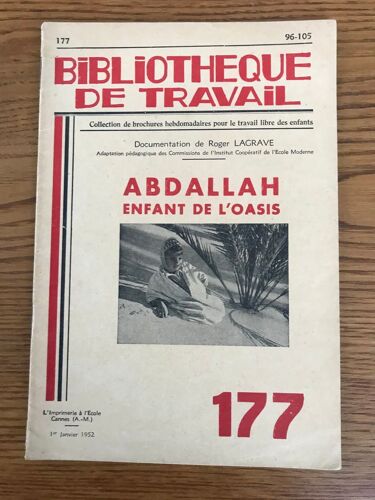 177 96-105
BiBLiOTHEQUE
DE TRAVAiL
Collection de brochures hebdomadaires pour le travail libre des enfants
Documentation de Roger LAGRAVE
Adaptation pédagogique des Commissions de l'Institut Coopératif de l'Ecole Moderne
ABDALLAH
ENFANT DE L'OASIS
L'Imprimerie à l'Ecole
Cannes (A.-M.)
1er Janvier 1952
177